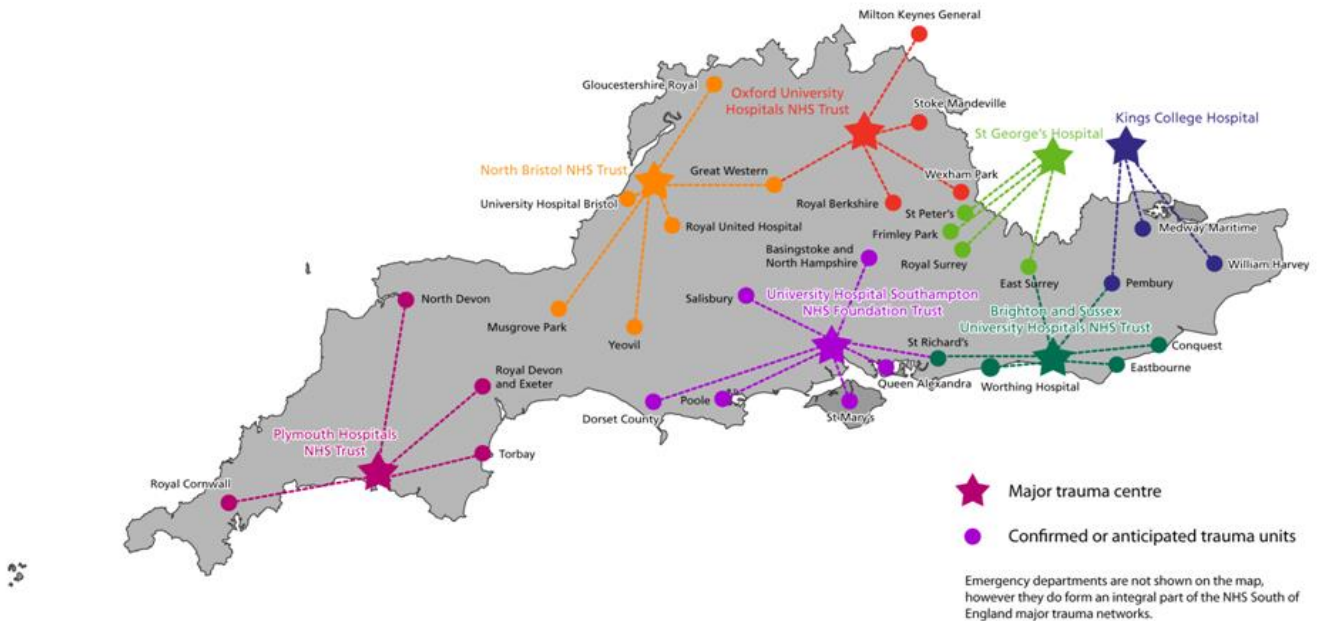 Milton Keynes General
Gloucestershire Royal
Oxford University
Hospitals NHS Trust
Stoke Mandeville
St George's Hospital
Kings College Hospital
North Bristol NHS Trust
Great Western
Wexham Park
University Hospital Bristol
Royal Berkshire
St Peter's
Royal United Hospital
Frimley Park
Medway Maritime
Basingstoke and
North Hampshire
Royal Surrey
William Harvey
East Surrey
Pembury
North Devon
Salisbury
University Hospital Southampton
NHS Foundation Trust
Brighton and Sussex
University Hospitals NHS Trust
Musgrove Park
Yeovil
St Richard's
Conquest
Eastbourne
Royal Devon
and Exeter
Queen Alexandra
Worthing Hospital
Poole
Dorset County
St Mary's
Plymouth Hospitals
NHS Trust
Torbay
Royal Cornwall
Major trauma centre
Confirmed or anticipated trauma units
Emergency departments are not shown on the map,
however they do form an integral part of the NHS South of
England major trauma networks.